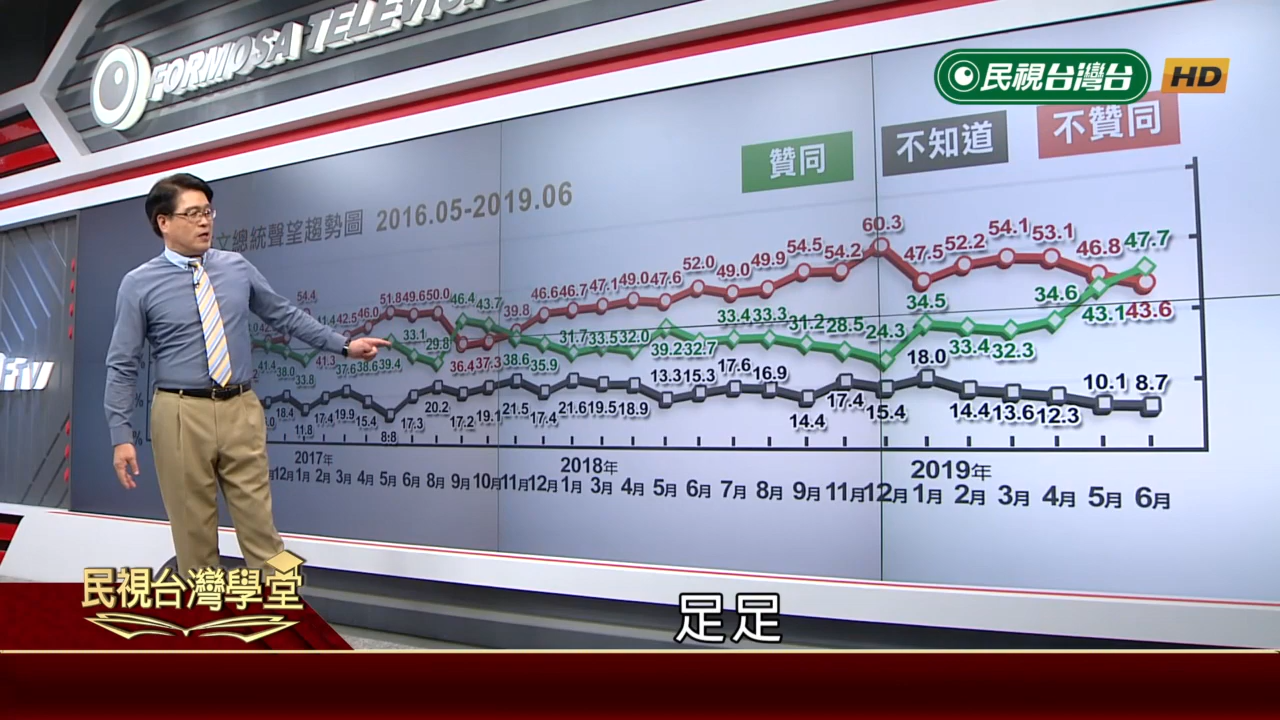 FORMOSA TELEVISION
民視台灣台 HD
贊同 不知道 不贊同
文總統聲望趨勢圖 2016.05-2019.06
60.3
54.5 54.2 47.5 52.2 54.1 53.1 46.8 47.7
54.4 42.5 46.0 51.8 49.6 50.0 46.4 43.7 39.8 46.6 46.7 47.1 49.0 47.6 52.0 49.0 49.9
41.4 38.0 33.8 41.3 37.6 38.6 39.4 33.1 29.8 36.4 37.3 38.6 35.9 31.7 33.5 32.0 39.2 32.7 33.4 33.3 31.2 28.5 24.3 34.5 33.4 32.3 34.6 43.1 43.6
18.4 11.8 17.4 19.9 15.4 8.8 17.3 20.2 17.2 19.1 21.5 17.4 21.6 19.5 18.9 13.3 15.3 17.6 16.9 14.4 17.4 15.4 18.0 14.4 13.6 12.3 10.1 8.7
2017年 2018年 2019年
12月 1月 2月 3月 4月 5月 6月 8月 9月 10月 11月 12月 1月 3月 4月 5月 6月 7月 8月 9月 11月 12月 1月 2月 3月 4月 5月 6月
FTV
民視台灣學堂
足足